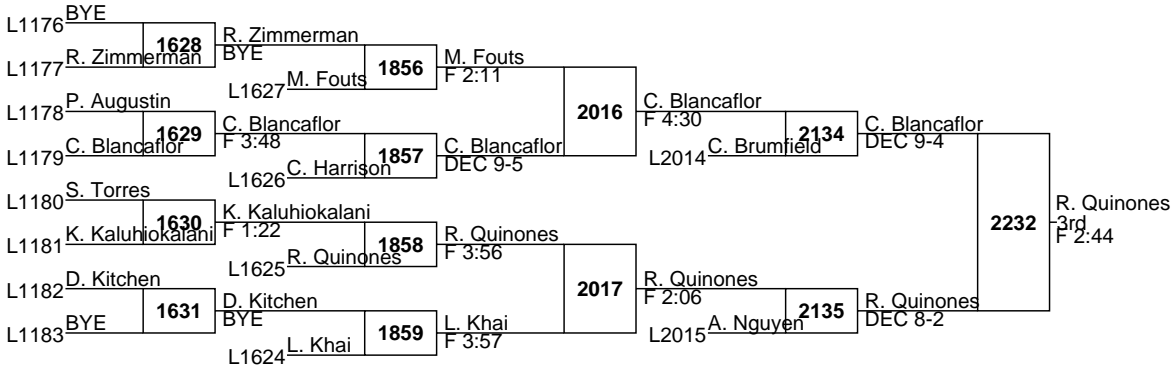 L1176 BYE
1628
L1177 R. Zimmerman
R. Zimmerman
BYE
1856
L1627 M. Fouts
M. Fouts
F 2:11
L1178 P. Augustin
1629
L1179 C. Blancaflor
C. Blancaflor
F 3:48
1857
L1626 C. Harrison
C. Blancaflor
DEC 9-5
2016
C. Blancaflor
F 4:30
2134
L2014 C. Brumfield
C. Blancaflor
DEC 9-4
L1180 S. Torres
1630
L1181 K. Kaluhiokalani
K. Kaluhiokalani
F 1:22
1858
L1625 R. Quinones
R. Quinones
F 3:56
L1182 D. Kitchen
1631
L1183 BYE
D. Kitchen
BYE
1859
L1624 L. Khai
L. Khai
F 3:57
2017
R. Quinones
F 2:06
2135
L2015 A. Nguyen
R. Quinones
DEC 8-2
2232
R. Quinones
3rd
F 2:44